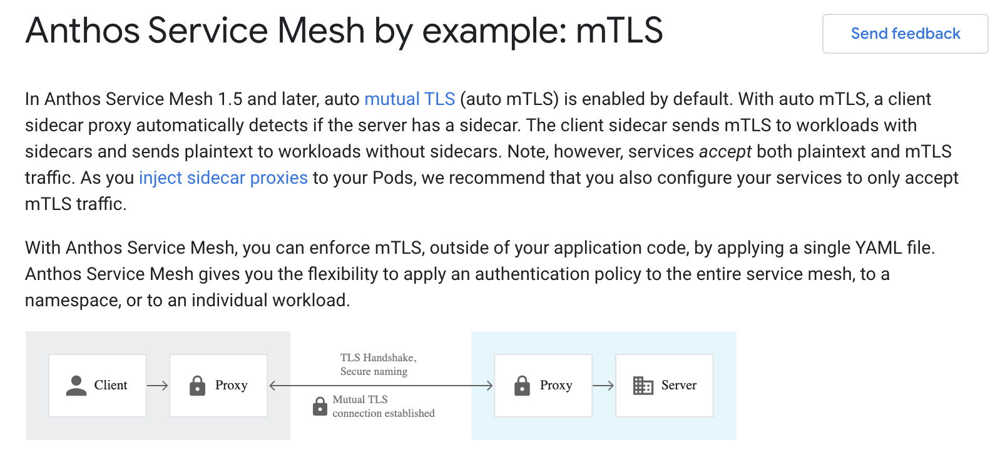 Anthos Service Mesh by example: mTLS
Send feedback
In Anthos Service Mesh 1.5 and later, auto mutual TLS (auto mTLS) is enabled by default. With auto mTLS, a client
sidecar proxy automatically detects if the server has a sidecar. The client sidecar sends mTLS to workloads with
sidecars and sends plaintext to workloads without sidecars. Note, however, services accept both plaintext and mTLS
traffic. As you inject sidecar proxies to your Pods, we recommend that you also configure your services to only accept
mTLS traffic.
With Anthos Service Mesh, you can enforce mTLS, outside of your application code, by applying a single YAML file.
Anthos Service Mesh gives you the flexibility to apply an authentication policy to the entire service mesh, to a
namespace, or to an individual workload.
Client
Proxy
TLS Handshake,
Secure naming
Mutual TLS
connection established
Proxy
Server